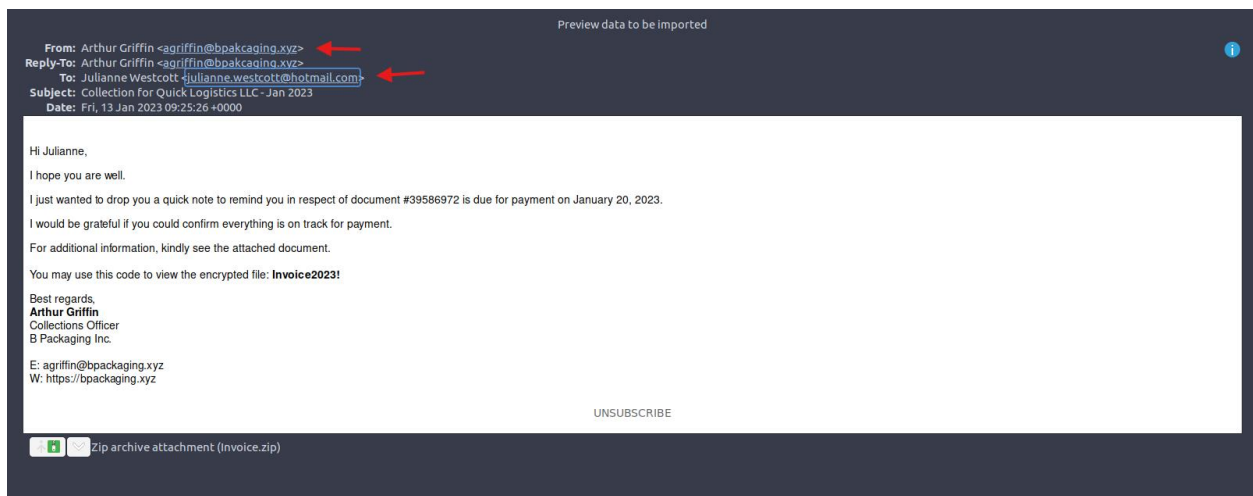 Preview data to be imported
From: Arthur Griffin <agriffin@bpakcaging.xyz>
Reply-To: Arthur Griffin <agriffin@bpakcaging.xyz>
To: Julianne Westcott <julianne.westcott@hotmail.com>
Subject: Collection for Quick Logistics LLC - Jan 2023
Date: Fri, 13 Jan 2023 09:25:26 +0000
Hi Julianne,
I hope you are well.
I just wanted to drop you a quick note to remind you in respect of document #39586972 is due for payment on January 20, 2023.
I would be grateful if you could confirm everything is on track for payment.
For additional information, kindly see the attached document.
You may use this code to view the encrypted file: Invoice2023!
Best regards,
Arthur Griffin
Collections Officer
B Packaging Inc.
E: agriffin@bpackaging.xyz
W: https://bpackaging.xyz
UNSUBSCRIBE
Zip archive attachment (Invoice.zip)